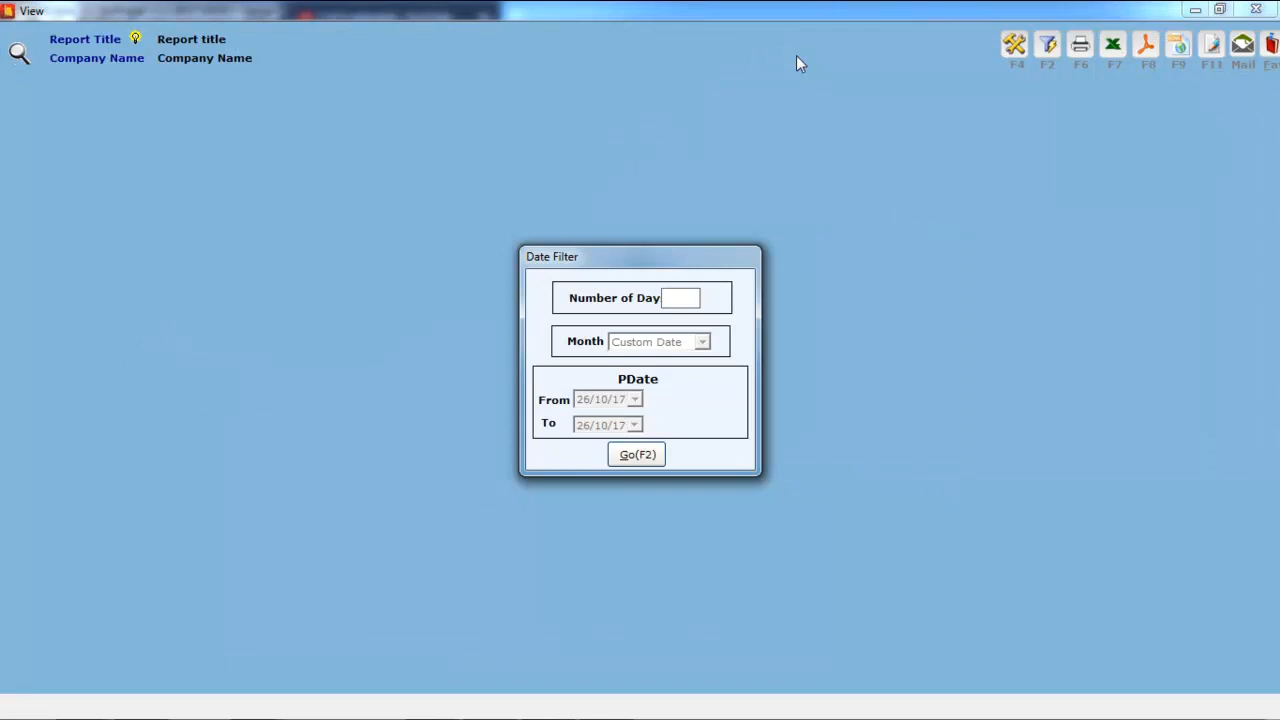 View
Report Title Report title
Company Name Company Name
F4 F2 F6 F7 F8 F9 F11 Mail
Date Filter
Number of Day
Month Custom Date
PDate
From 26/10/17
To 26/10/17
Go(F2)